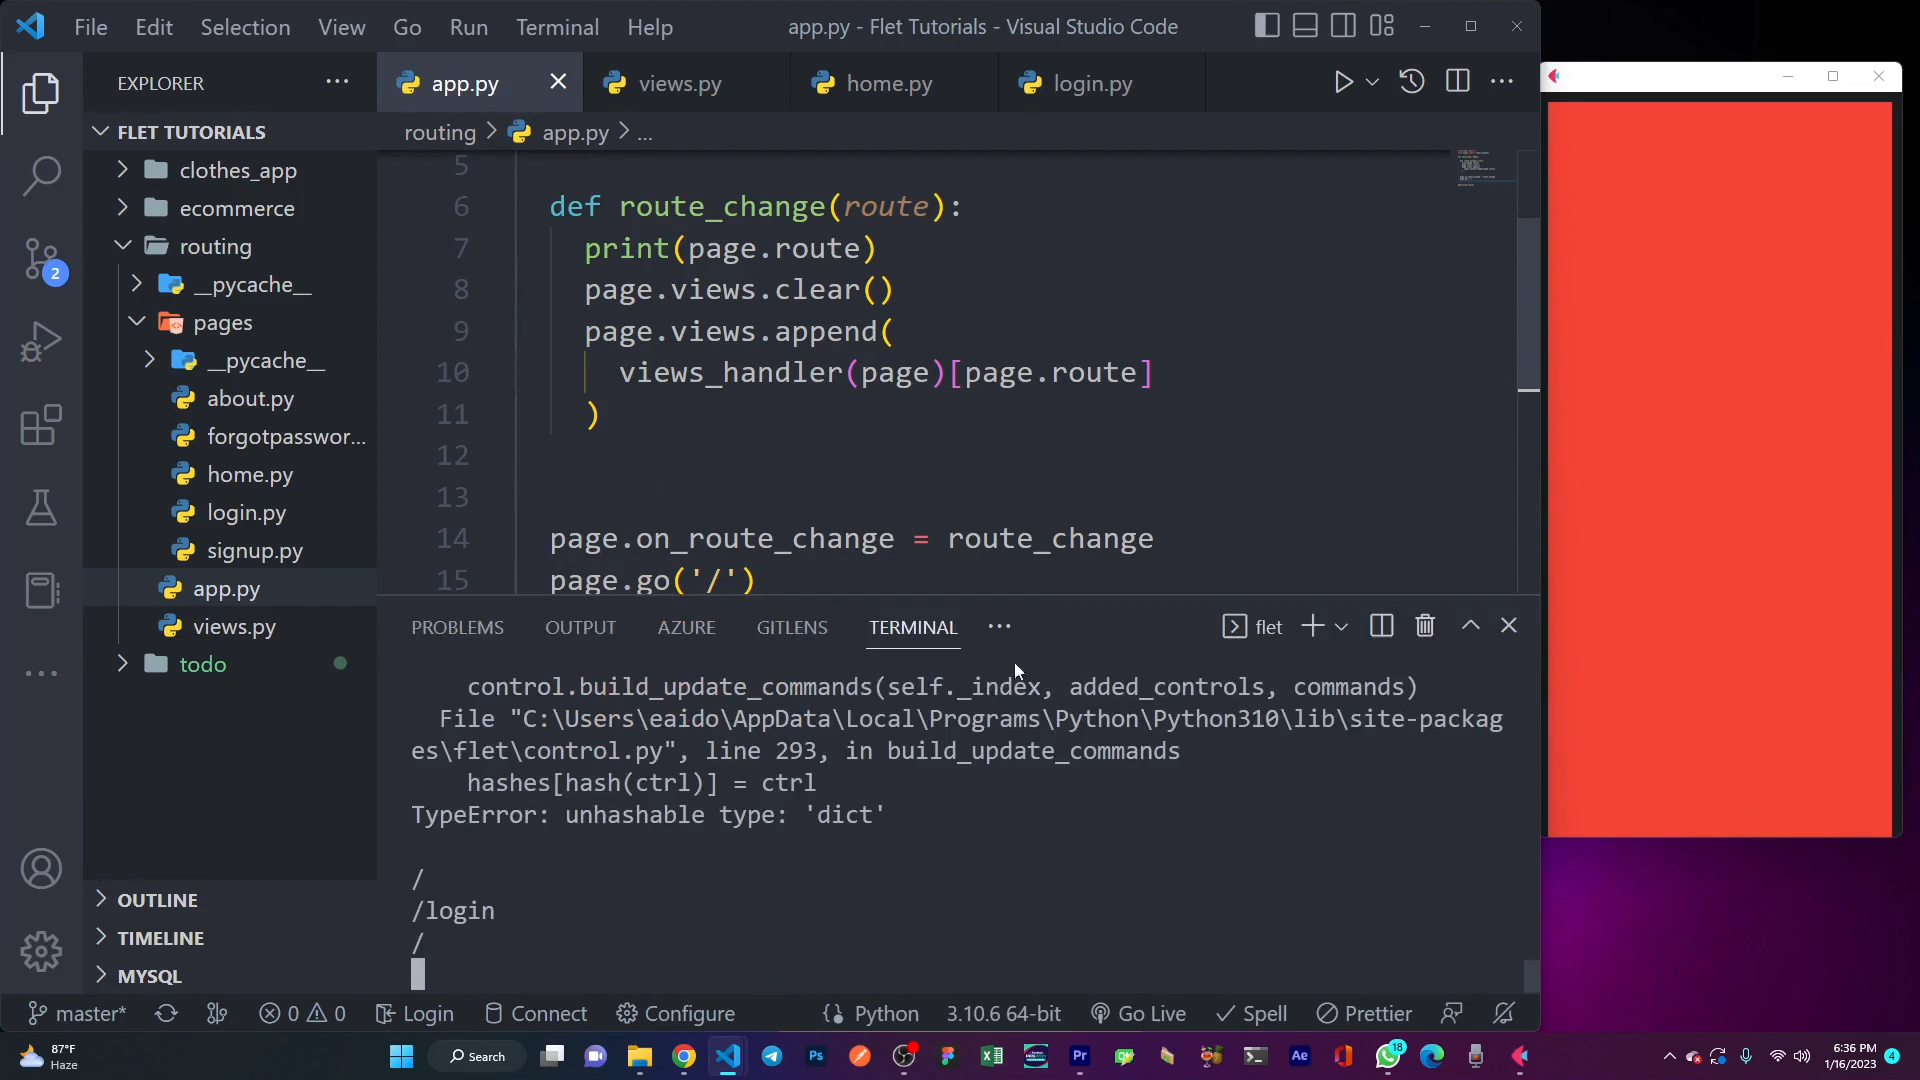 File Edit Selection View Go Run Terminal Help
app.py - Flet Tutorials - Visual Studio Code
EXPLORER
app.py
views.py
home.py
login.py
FLET TUTORIALS
routing > app.py > ...
clothes_app
ecommerce
routing
__pycache__
pages
__pycache__
about.py
forgotpasswor...
home.py
login.py
signup.py
app.py
views.py
todo
OUTLINE
TIMELINE
MYSQL
2
5
6 def route_change(route):
7 print(page.route)
8 page.views.clear()
9 page.views.append(
10 views_handler(page)[page.route]
11 )
12
13
14 page.on_route_change = route_change
15 page.go('/')
PROBLEMS OUTPUT AZURE GITLENS TERMINAL ... flet
control.build_update_commands(self._index, added_controls, commands)
File "C:\Users\eaido\AppData\Local\Programs\Python\Python310\lib\site-packag
es\flet\control.py", line 293, in build_update_commands
hashes[hash(ctrl)] = ctrl
TypeError: unhashable type: 'dict'
/
/login
/
master* 0 0 Login Connect Configure Python 3.10.6 64-bit Go Live Spell Prettier
87°F
Haze
Search
Ps
Pr
Ae
18
6:36 PM
1/16/2023
4